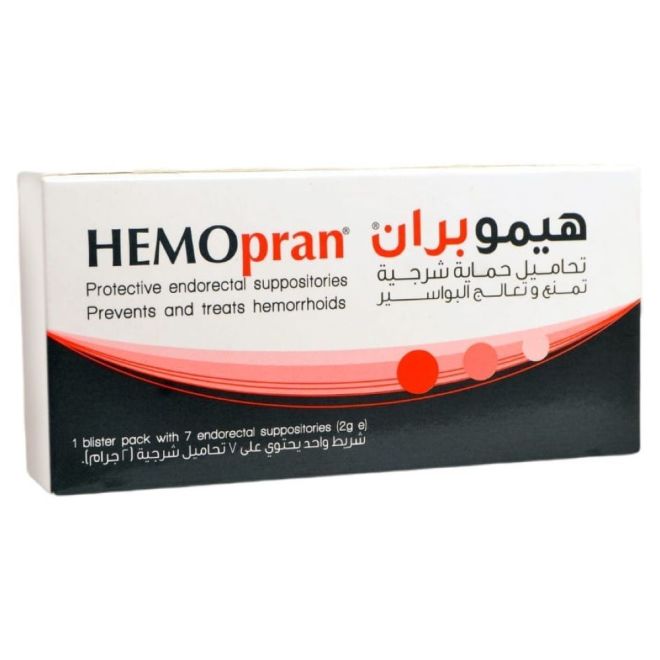 HEMOpran®
Protective endorectal suppositories
Prevents and treats hemorrhoids
هيموبران®
تحاميل حماية شرجية
تمنع و تعالج البواسير
1 blister pack with 7 endorectal suppositories (2g e)
شريط واحد يحتوي على ٧ تحاميل شرجية (٢ جرام).